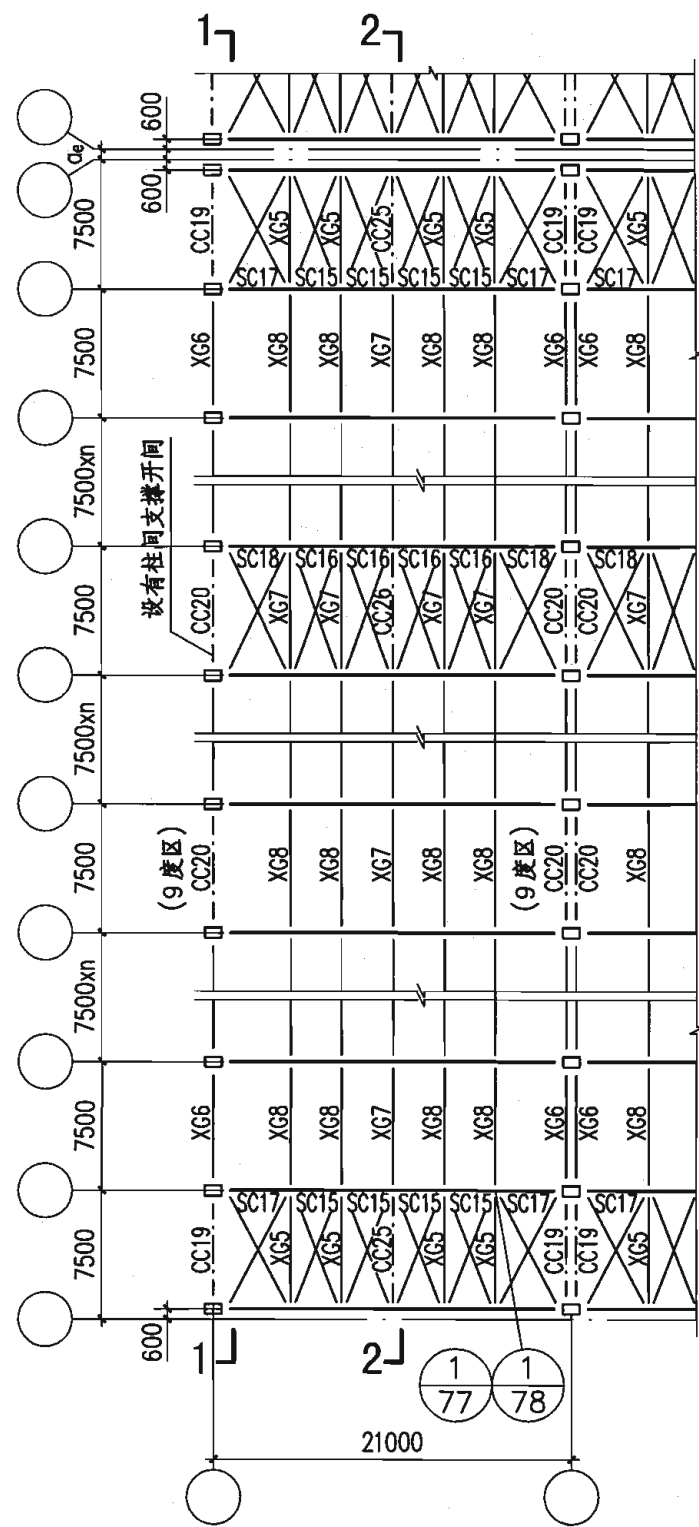 1 2
600
ae
600
7500
CC19 XG5 XG5 CC25 XG5 XG5 CC19 CC19 XG5
SC17 SC15 SC15 SC15 SC15 SC17 SC17
7500
XG6 XG8 XG8 XG7 XG8 XG8 XG6 XG6 XG8
7500xn
设有柱间支撑开间
SC18 SC16 SC16 SC16 SC16 SC18 SC18
7500
CC20 XG7 XG7 CC26 XG7 XG7 CC20 CC20 XG7
7500xn
7500
(9度区) CC20 XG8 XG8 XG7 XG8 XG8 (9度区) CC20 CC20 XG8
7500xn
7500
XG6 XG8 XG8 XG7 XG8 XG8 XG6 XG6 XG8
SC17 SC15 SC15 SC15 SC15 SC17 SC17
7500
CC19 XG5 XG5 CC25 XG5 XG5 CC19 CC19 XG5
600
1 2
1 1
77 78
21000